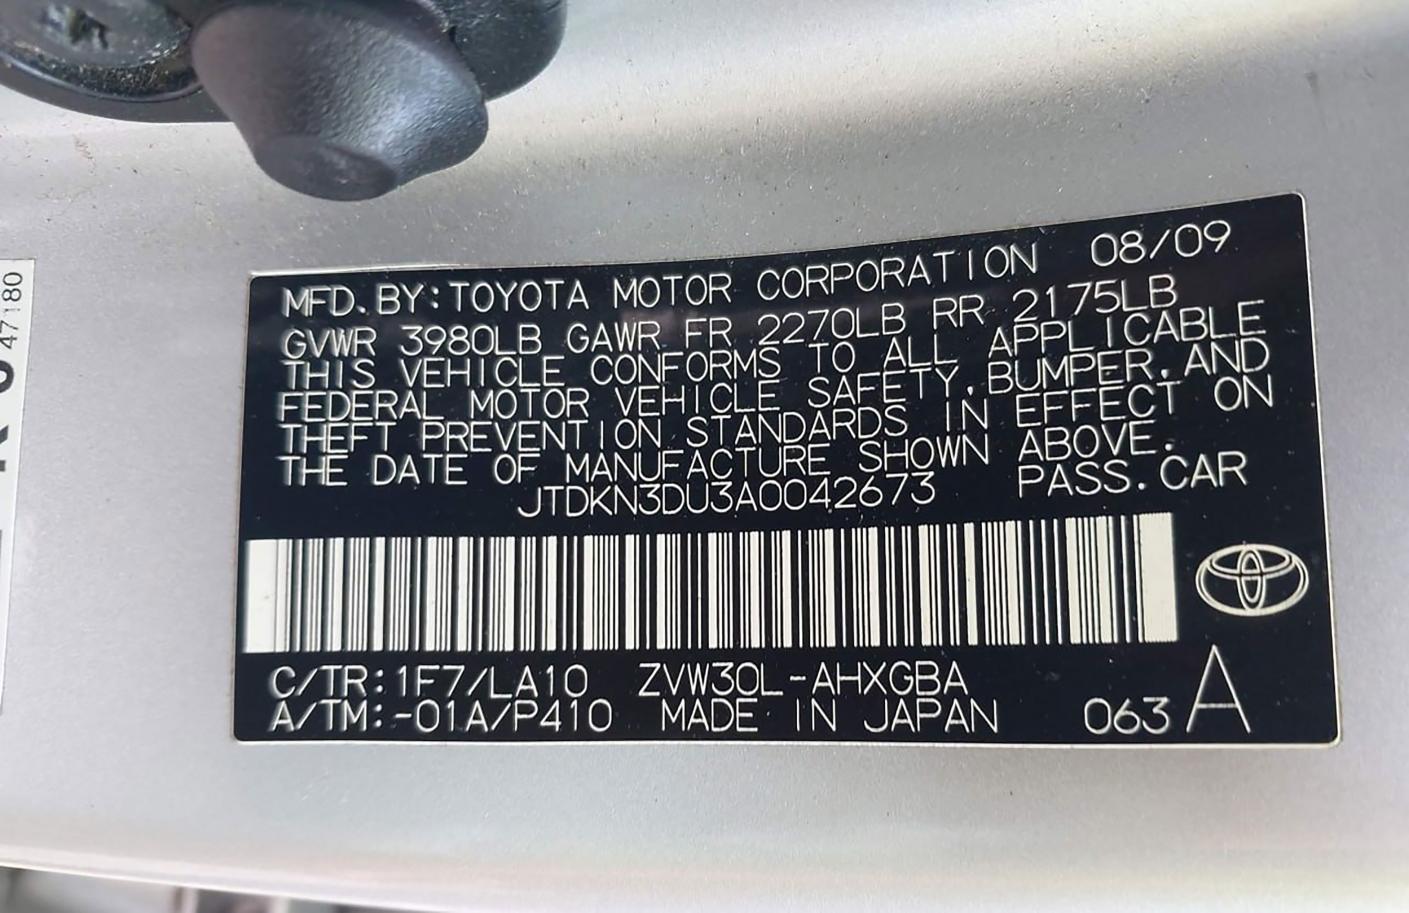 MFD. BY: TOYOTA MOTOR CORPORATION 08/09
GVWR 3980LB GAWR FR 2270LB RR 2175LB
THIS VEHICLE CONFORMS TO ALL APPLICABLE
FEDERAL MOTOR VEHICLE SAFETY, BUMPER, AND
THEFT PREVENTION STANDARDS IN EFFECT ON
THE DATE OF MANUFACTURE SHOWN ABOVE.
JTDKN3DU3A0042673 PASS. CAR
C/TR: 1F7/LA10 ZVW30L-AHXGBA
A/TM: -01A/P410 MADE IN JAPAN 063 A
47180